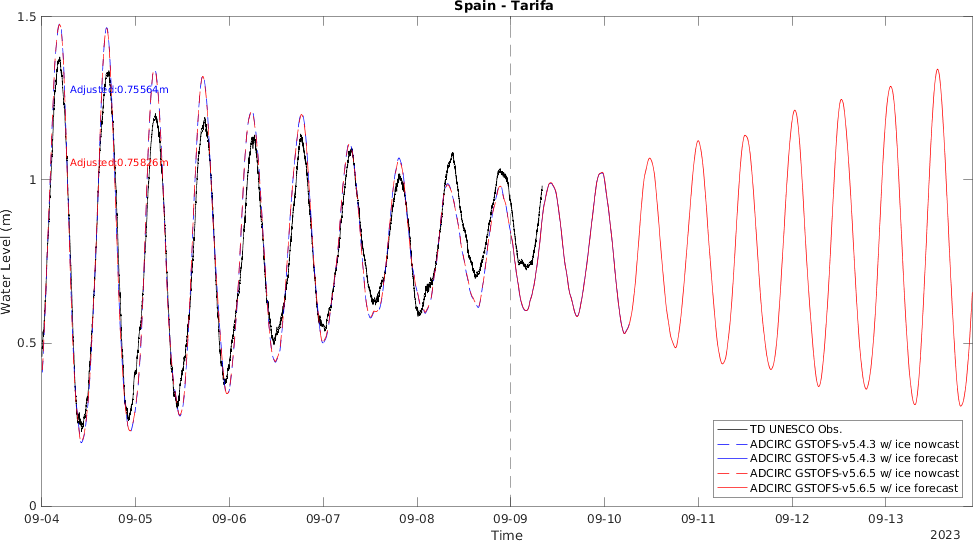 Spain - Tarifa
1.5
1
0.5
0
Water Level (m)
Adjusted:0.75564m
Adjusted:0.75826m
TD UNESCO Obs.
ADCIRC GSTOFS-v5.4.3 w/ ice nowcast
ADCIRC GSTOFS-v5.4.3 w/ ice forecast
ADCIRC GSTOFS-v5.6.5 w/ ice nowcast
ADCIRC GSTOFS-v5.6.5 w/ ice forecast
09-04 09-05 09-06 09-07 09-08 09-09 09-10 09-11 09-12 09-13
Time
2023